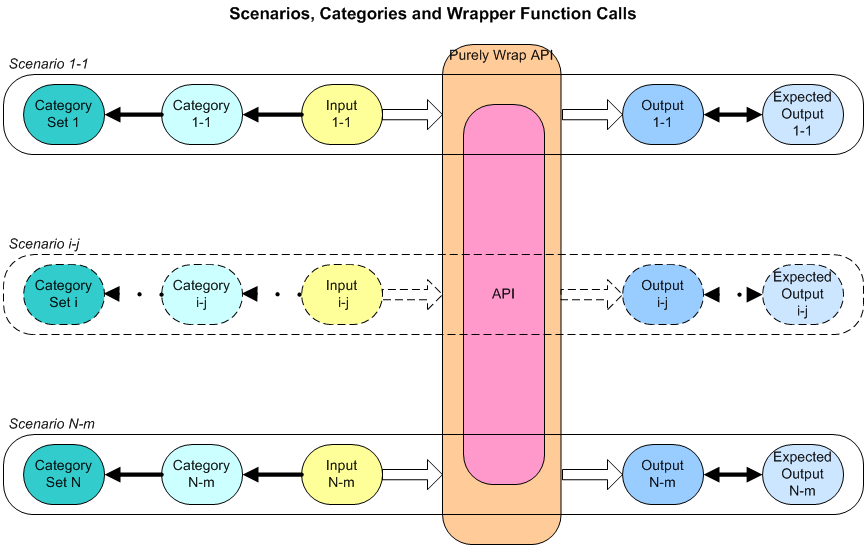 Scenarios, Categories and Wrapper Function Calls
Purely Wrap API
Scenario 1-1
Category
Set 1
Category
1-1
Input
1-1
Output
1-1
Expected
Output
1-1
Scenario i-j
Category
Set i
Category
i-j
Input
i-j
API
Output
i-j
Expected
Output
i-j
Scenario N-m
Category
Set N
Category
N-m
Input
N-m
Output
N-m
Expected
Output
N-m